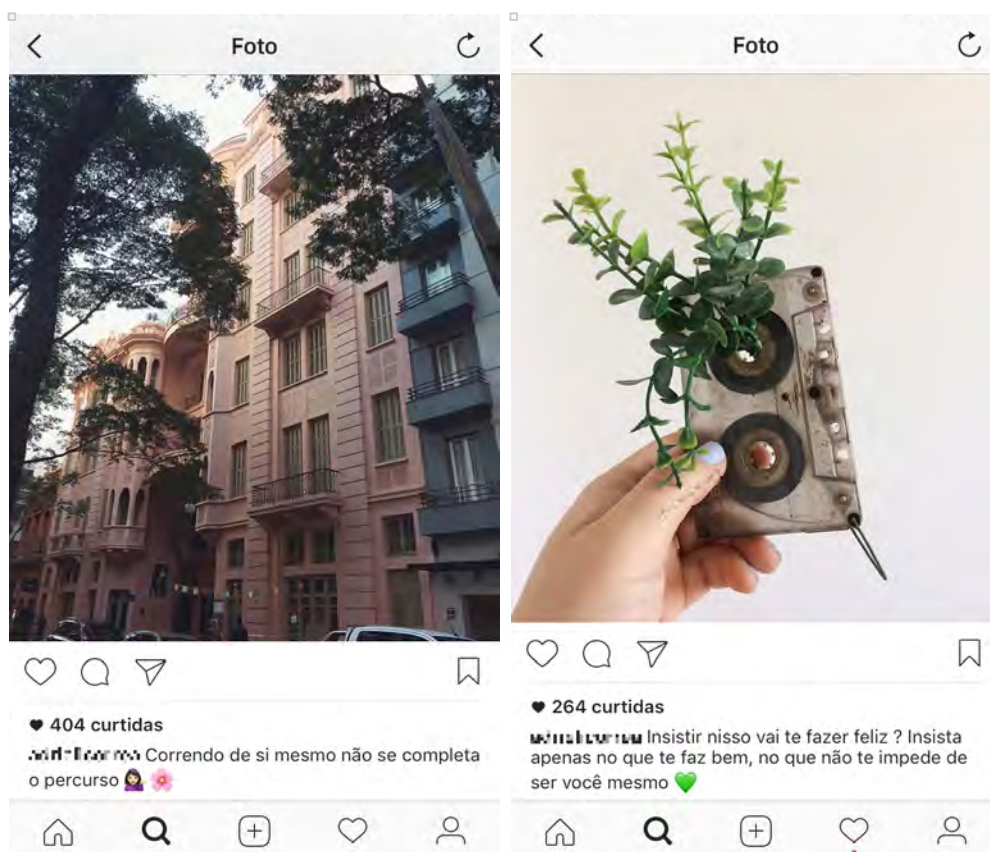 Foto
404 curtidas
Correndo de si mesmo não se completa
o percurso 💁🏻‍♀️ 🌸
Foto
264 curtidas
Insistir nisso vai te fazer feliz ? Insista
apenas no que te faz bem, no que não te impede de
ser você mesmo 💚